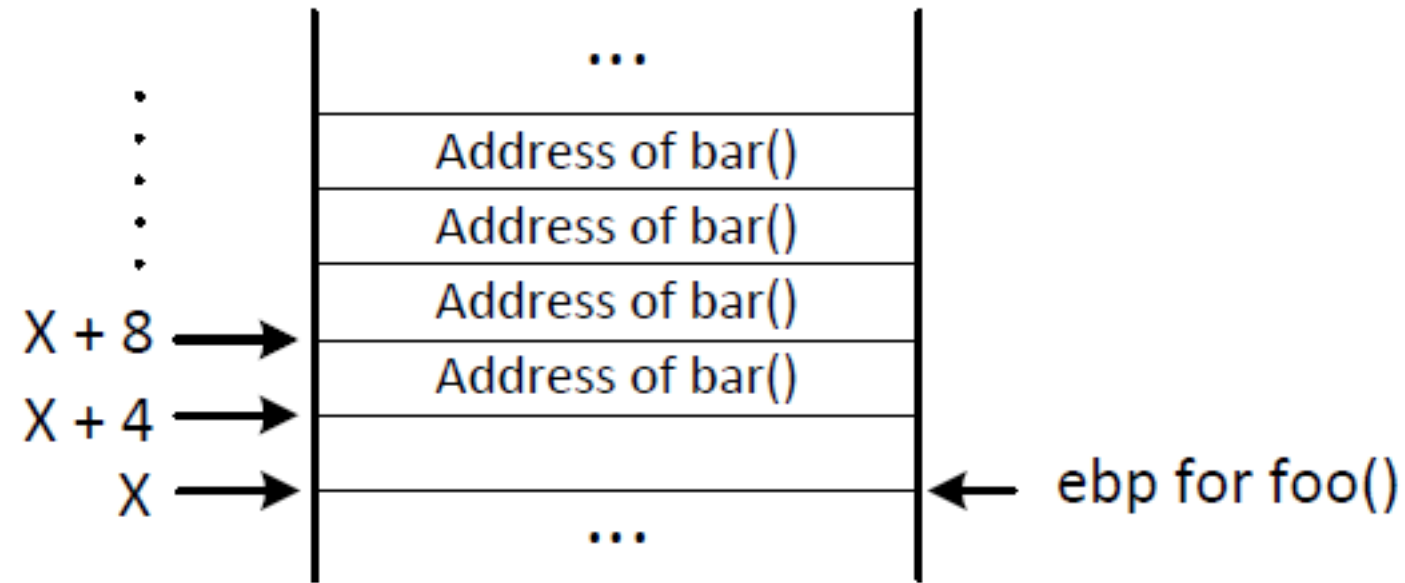 ...
Address of bar()
Address of bar()
Address of bar()
X + 8
Address of bar()
X + 4
X
ebp for foo()
...